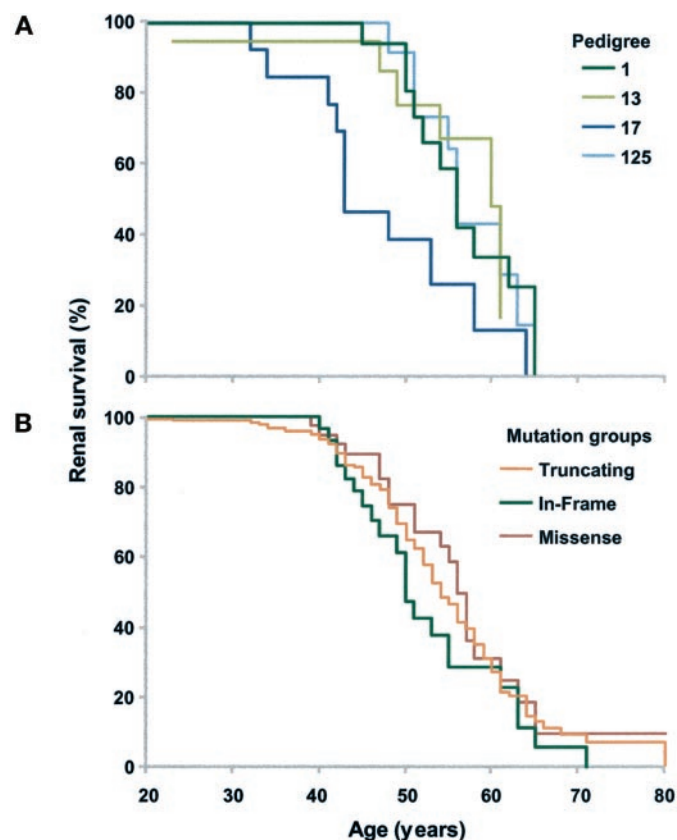 A
100
80
60
40
20
0
Pedigree
1
13
17
125
Renal survival (%)
B
100
80
60
40
20
0
Mutation groups
Truncating
In-Frame
Missense
20 30 40 50 60 70 80
Age (years)